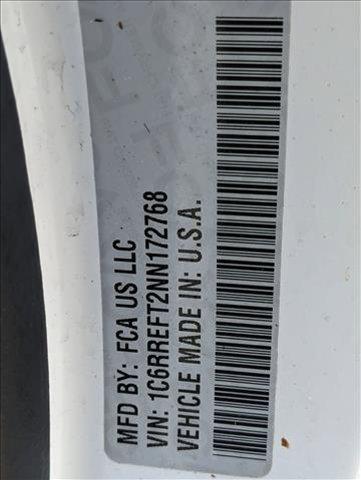 MFD BY: FCA US LLC
VIN: 1C6RREFT2NN172768
VEHICLE MADE IN: U.S.A.